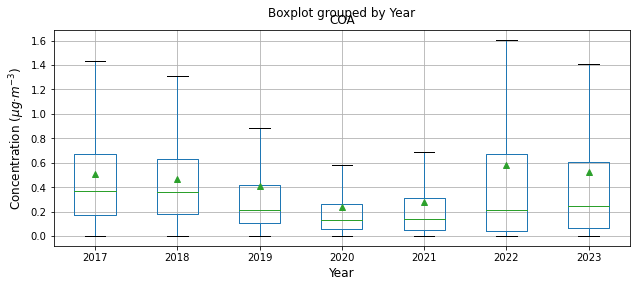 Boxplot grouped by Year
COA
Concentration (μg·m⁻³)
1.6
1.4
1.2
1.0
0.8
0.6
0.4
0.2
0.0
2017 2018 2019 2020 2021 2022 2023
Year